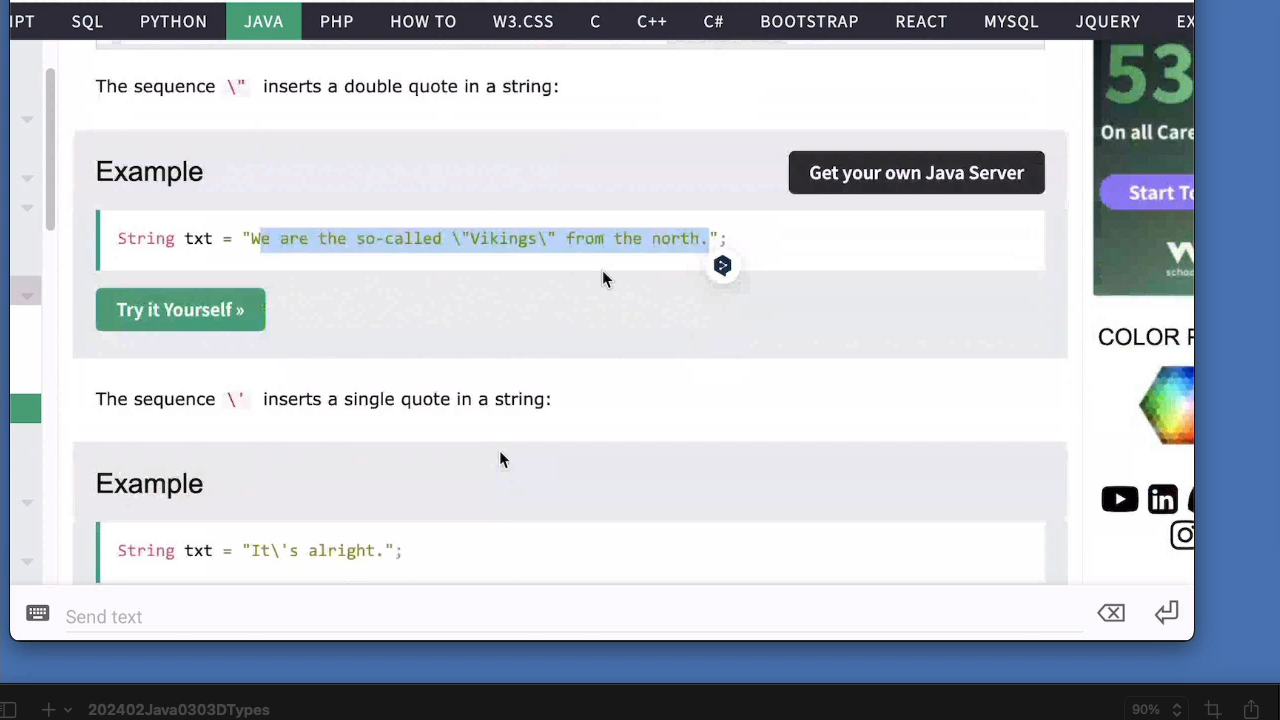 SQL PYTHON JAVA PHP HOW TO W3.CSS C C++ C# BOOTSTRAP REACT MYSQL JQUERY
The sequence \" inserts a double quote in a string:
53
On all
Example
Get your own Java Server
Start
String txt = "We are the so-called \"Vikings\" from the north.";
Try it Yourself »
COLOR
The sequence \' inserts a single quote in a string:
Example
String txt = "It\'s alright.";
Send text
202402Java0303DTypes
90%